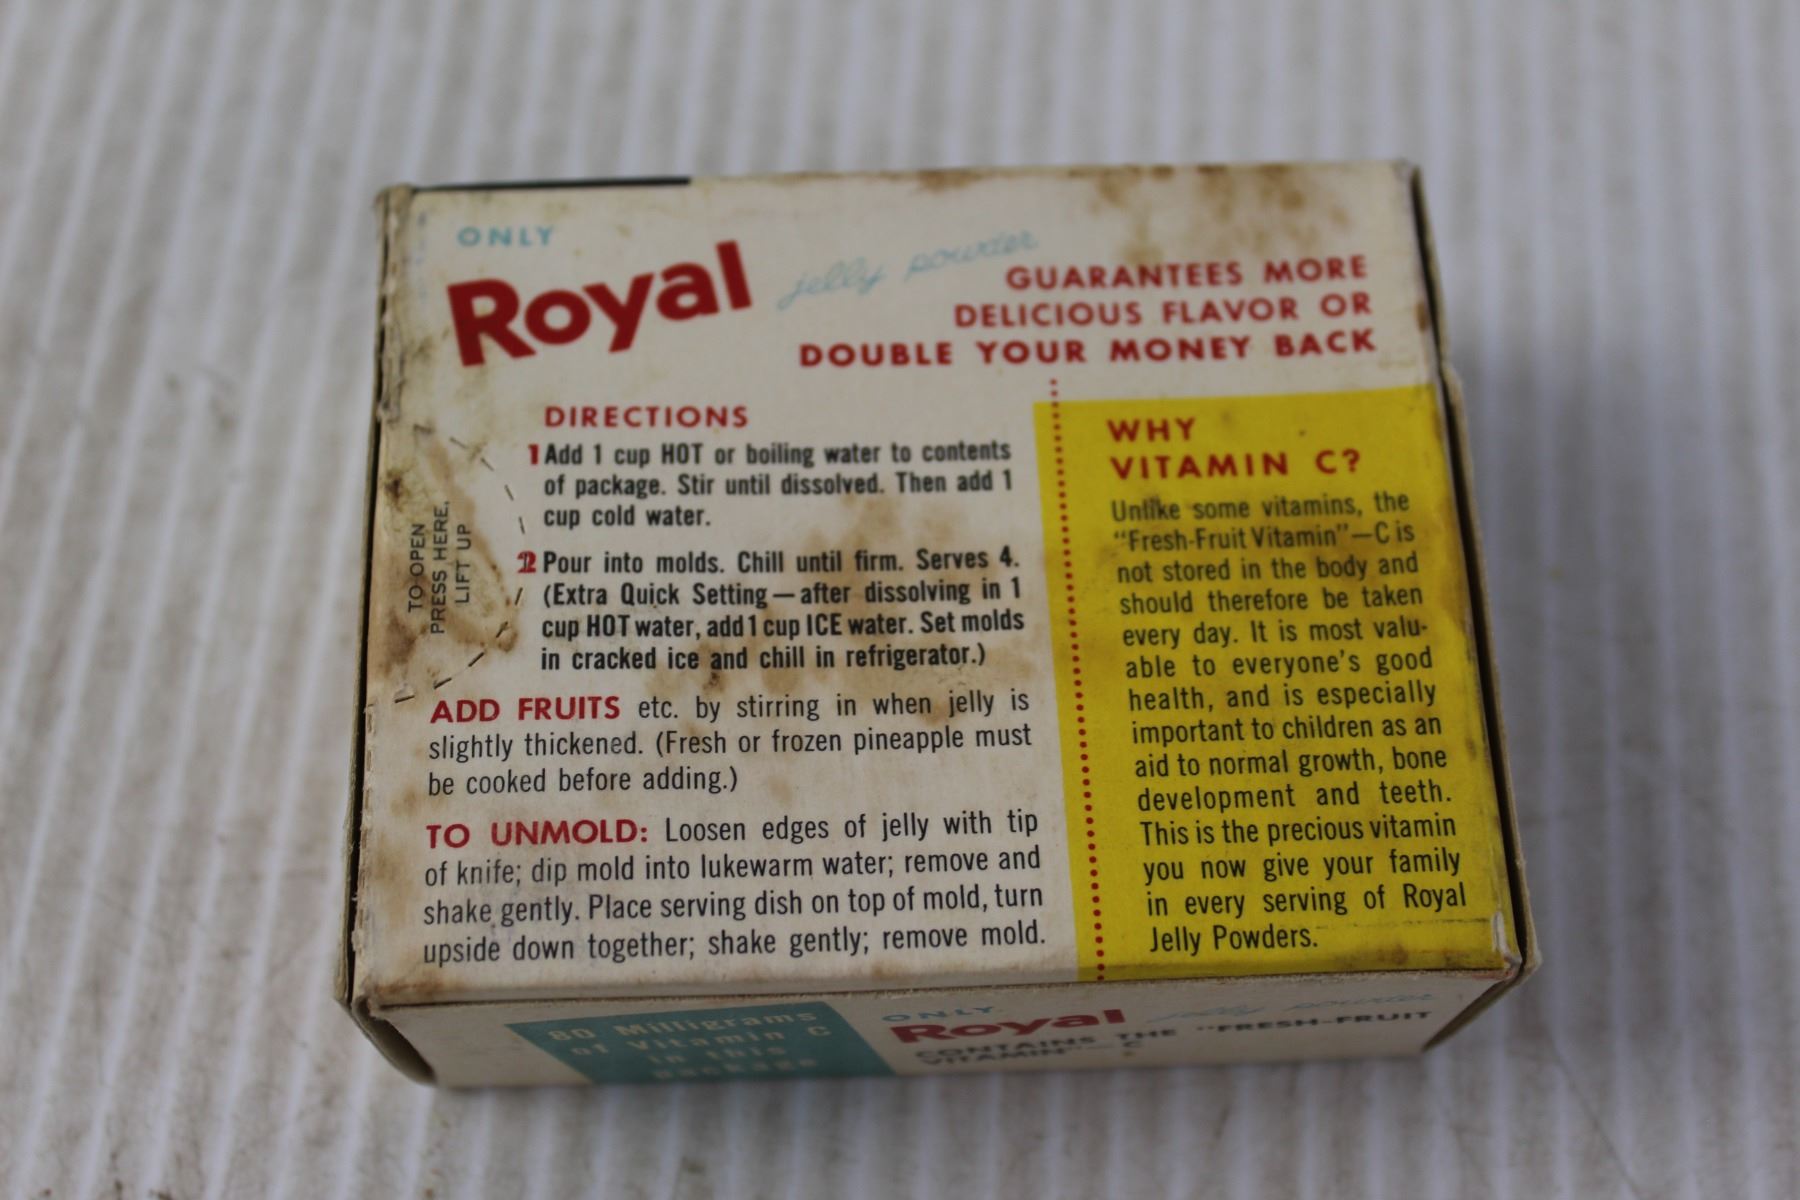 ONLY
Royal jelly powder
GUARANTEES MORE
DELICIOUS FLAVOR OR
DOUBLE YOUR MONEY BACK
TO OPEN
PRESS HERE,
LIFT UP
DIRECTIONS
1 Add 1 cup HOT or boiling water to contents
of package. Stir until dissolved. Then add 1
cup cold water.
2 Pour into molds. Chill until firm. Serves 4.
(Extra Quick Setting—after dissolving in 1
cup HOT water, add 1 cup ICE water. Set molds
in cracked ice and chill in refrigerator.)
ADD FRUITS etc. by stirring in when jelly is
slightly thickened. (Fresh or frozen pineapple must
be cooked before adding.)
TO UNMOLD: Loosen edges of jelly with tip
of knife; dip mold into lukewarm water; remove and
shake gently. Place serving dish on top of mold, turn
upside down together; shake gently; remove mold.
WHY
VITAMIN C?
Unlike some vitamins, the
"Fresh-Fruit Vitamin"—C is
not stored in the body and
should therefore be taken
every day. It is most valu-
able to everyone's good
health, and is especially
important to children as an
aid to normal growth, bone
development and teeth.
This is the precious vitamin
you now give your family
in every serving of Royal
Jelly Powders.
80 Milligrams
of Vitamin C
in this
package
ONLY
Royal jelly powder
CONTAINS THE "FRESH-FRUIT
VITAMIN"—C